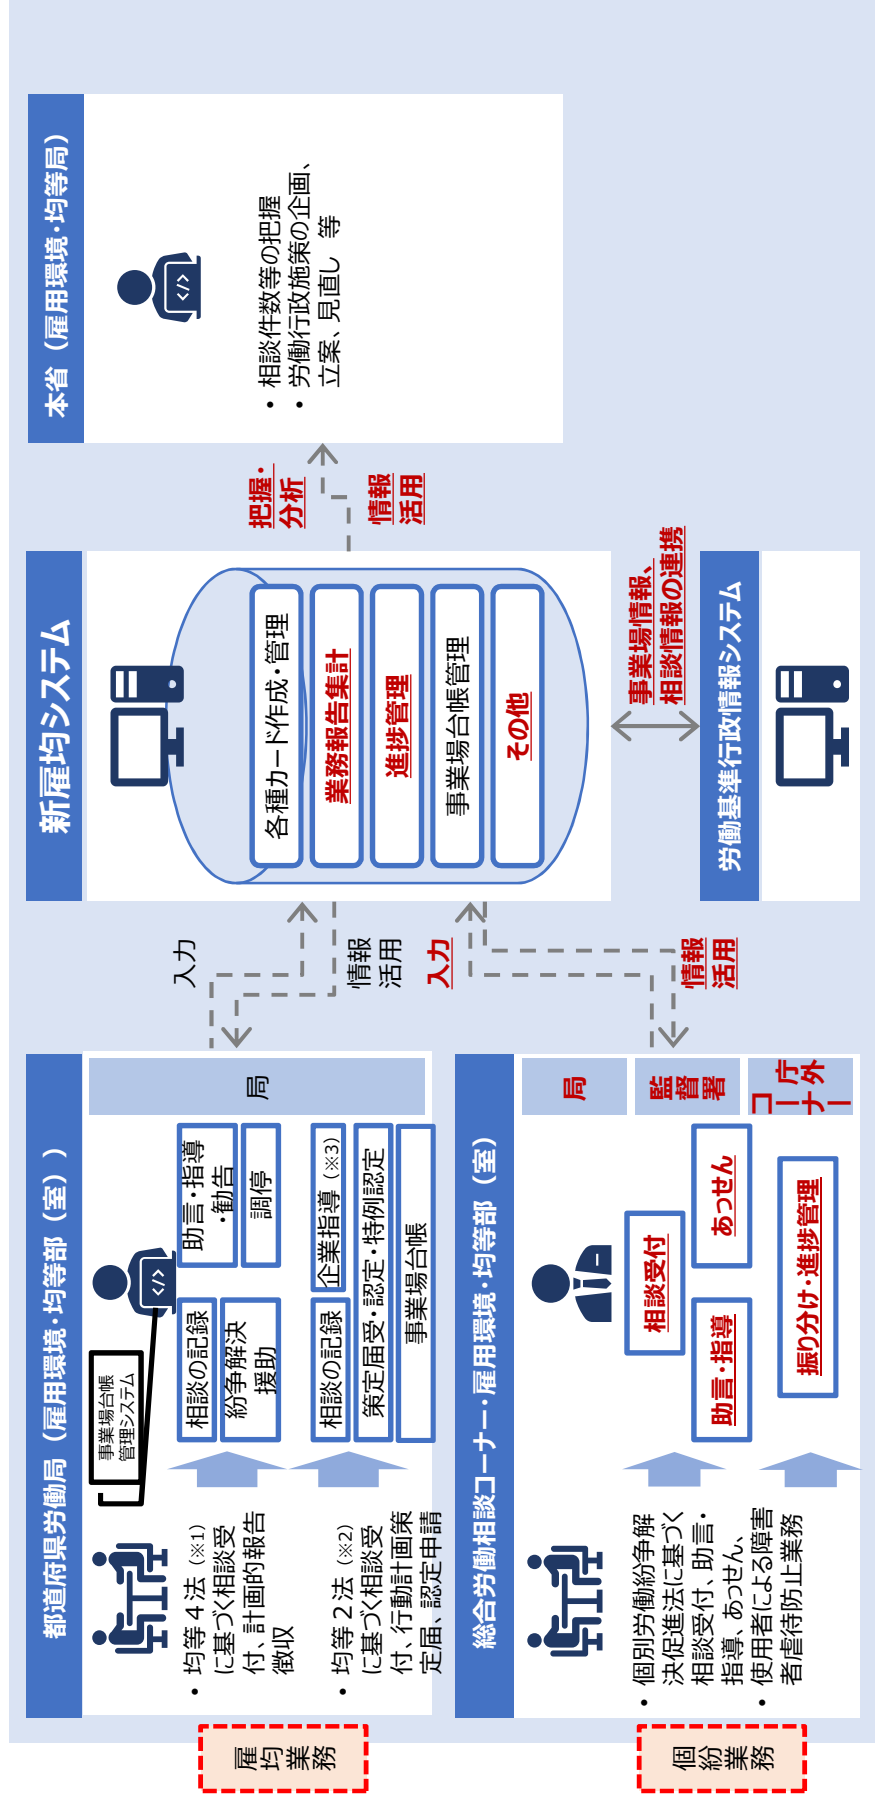 雇均
業務
都道府県労働局（雇用環境・均等部（室））
事業場台帳
管理システム
• 均等４法（※1）
に基づく相談受
付、計画的報告
徴収
• 均等２法（※2）
に基づく相談受
付、行動計画策
定届、認定申請
相談の記録
紛争解決
援助
助言・指導
・勧告
調停
相談の記録
企業指導（※3）
策定届受・認定・特例認定
事業場台帳
局
入力
情報
活用
個紛
業務
総合労働相談コーナー・雇用環境・均等部（室）
• 個別労働紛争解
決促進法に基づく
相談受付、助言・
指導、あっせん、
• 使用者による障害
者虐待防止業務
相談受付
助言・指導
あっせん
振り分け・進捗管理
局
監督署
庁外
コーナー
入力
情報
活用
新雇均システム
各種カード作成・管理
業務報告集計
進捗管理
事業場台帳管理
その他
事業場情報、
相談情報の連携
労働基準行政情報システム
把握・
分析
情報
活用
本省（雇用環境・均等局）
• 相談件数等の把握
• 労働行政施策の企画、
立案、見直し 等